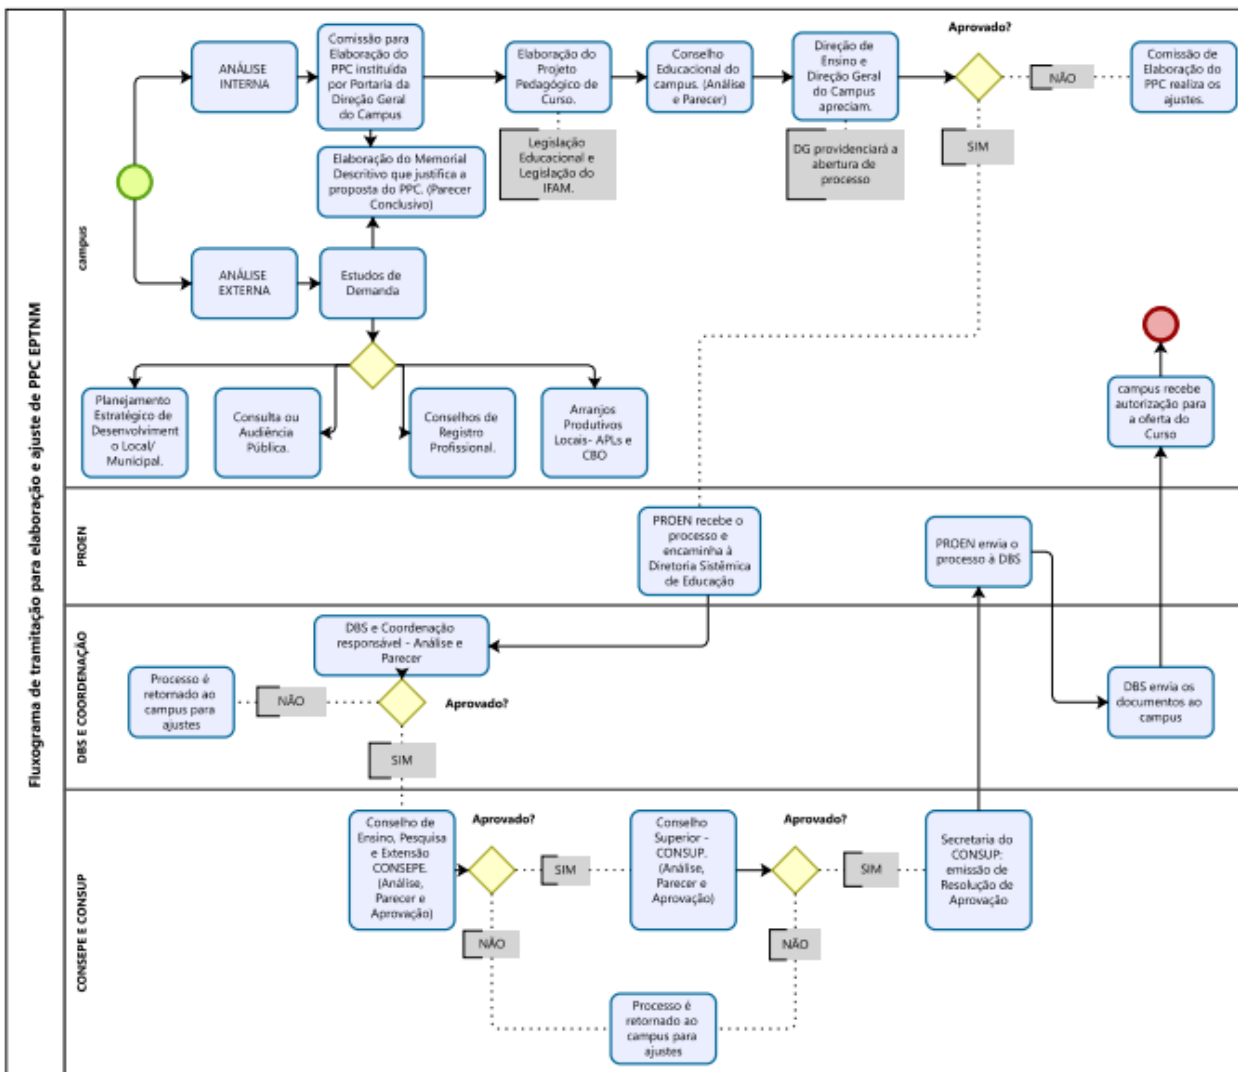 Fluxograma de tramitação para elaboração e ajuste de PPC EPTNM
campus
ANÁLISE
INTERNA
Comissão para
Elaboração do
PPC instituída
por Portaria da
Direção Geral
do Campus
Elaboração do
Projeto
Pedagógico de
Curso.
Conselho
Educacional do
campus. (Análise
e Parecer)
Direção de
Ensino e
Direção Geral
do Campus
apreciam.
Aprovado?
NÃO
Comissão de
Elaboração do
PPC realiza os
ajustes.
SIM
Legislação
Educacional e
Legislação do
IFAM.
DG providenciará a
abertura de
processo
Elaboração do Memorial
Descritivo que justifica a
proposta do PPC. (Parecer
Conclusivo)
ANÁLISE
EXTERNA
Estudos de
Demanda
Planejamento
Estratégico de
Desenvolviment
o Local/
Municipal.
Consulta ou
Audiência
Pública.
Conselhos de
Registro
Profissional.
Arranjos
Produtivos
Locais- APLs e
CBO
campus recebe
autorização para
a oferta do
Curso
PROEN
PROEN recebe o
processo e
encaminha à
Diretoria Sistêmica
de Educação
PROEN envia o
processo à DBS
DBS E COORDENAÇÃO
DBS e Coordenação
responsável - Análise e
Parecer
Processo é
retornado ao
campus para
ajustes
NÃO
Aprovado?
SIM
DBS envia os
documentos ao
campus
CONSEPE E CONSUP
Conselho de
Ensino, Pesquisa
e Extensão
CONSEPE.
(Análise,
Parecer e
Aprovação)
Aprovado?
SIM
NÃO
Conselho
Superior -
CONSUP.
(Análise,
Parecer e
Aprovação)
Aprovado?
SIM
NÃO
Secretaria do
CONSUP:
emissão de
Resolução de
Aprovação
Processo é
retornado ao
campus para
ajustes